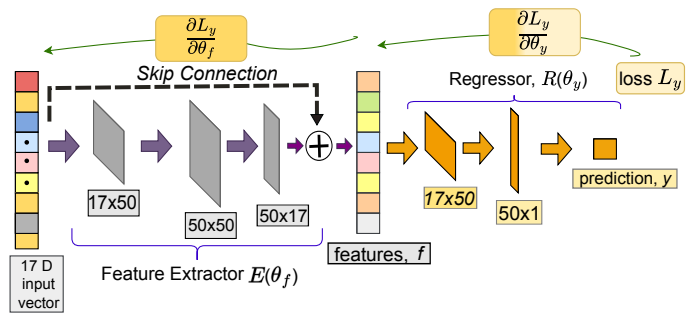 ∂L_y
∂θ_f
∂L_y
∂θ_y
Skip Connection
Regressor, R(θ_y)
loss L_y
17x50
50x50
50x17
17x50
50x1
prediction, y
features, f
Feature Extractor E(θ_f)
17 D
input
vector